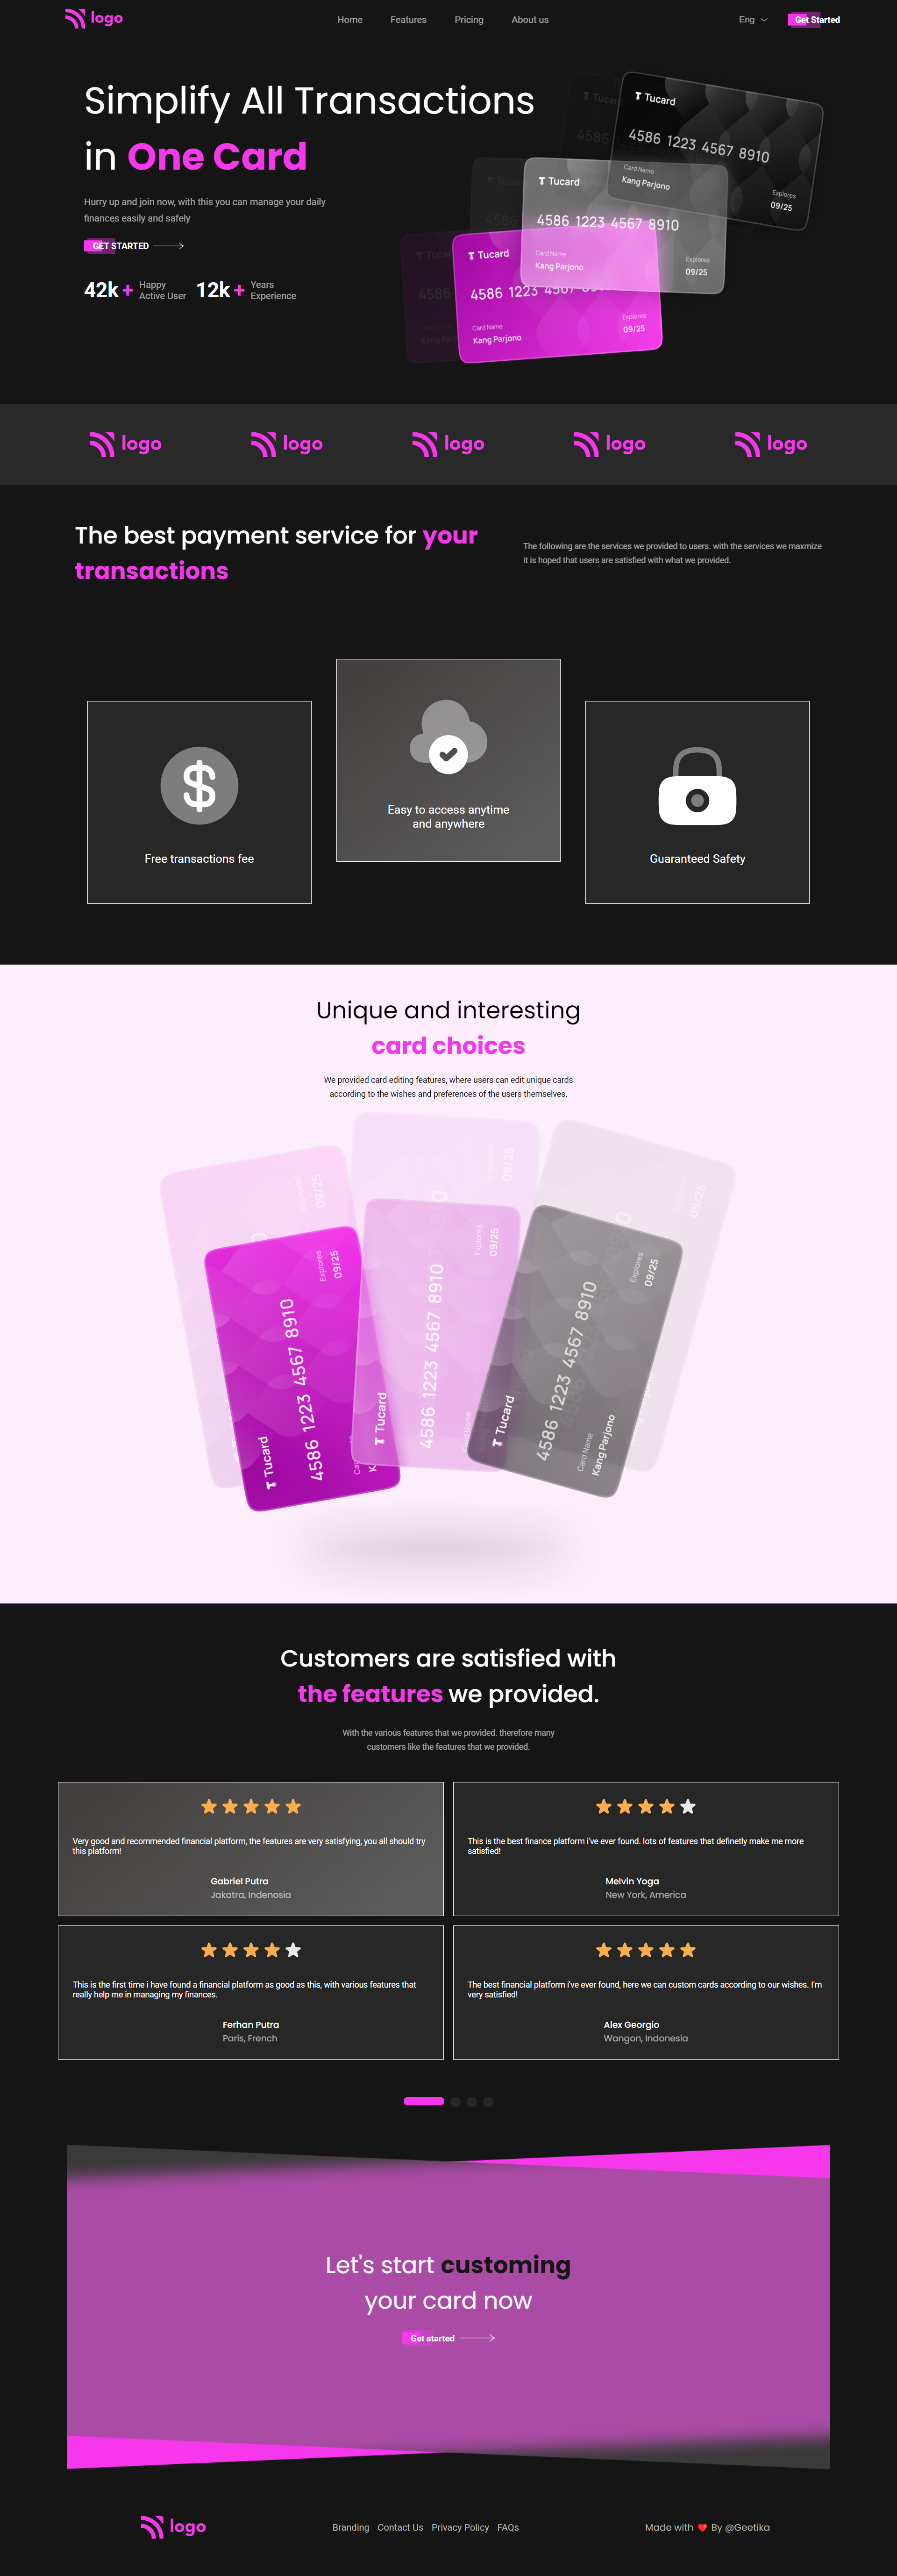 logo
Home Features Pricing About us
Eng
Get Started
Simplify All Transactions
in One Card
Hurry up and join now, with this you can manage your daily
finances easily and safely
GET STARTED
42k + Happy
Active User
12k + Years
Experience
Tucard
4586 1223 4567 8910
Card Name
Kang Parjono
Explores
09/25
Tucard
4586 1223 4567 8910
Card Name
Kang Parjono
Explores
09/25
Tucard
4586 1223 4567
Card Name
Kang Parjono
Explores
09/25
logo logo logo logo logo
The best payment service for your
transactions
The following are the services we provided to users. with the services we maxmize
it is hoped that users are satisfied with what we provided.
Free transactions fee
Easy to access anytime
and anywhere
Guaranteed Safety
Unique and interesting
card choices
We provided card editing features, where users can edit unique cards
according to the wishes and preferences of the users themselves.
Tucard
4586 1223 4567 8910
Explores
09/25
Tucard
4586 1223 4567 8910
Explores
09/25
Tucard
4586 1223 4567 8910
Card Name
Kang Parjono
Explores
09/25
Customers are satisfied with
the features we provided.
With the various features that we provided. therefore many
customers like the features that we provided.
Very good and recommended financial platform, the features are very satisfying, you all should try
this platform!
Gabriel Putra
Jakatra, Indenosia
This is the best finance platform i've ever found. lots of features that definetly make me more
satisfied!
Melvin Yoga
New York, America
This is the first time i have found a financial platform as good as this, with various features that
really help me in managing my finances.
Ferhan Putra
Paris, French
The best financial platform i've ever found, here we can custom cards according to our wishes. I'm
very satisfied!
Alex Georgio
Wangon, Indonesia
Let's start customing
your card now
Get started
logo
Branding Contact Us Privacy Policy FAQs
Made with ❤️ By @Geetika